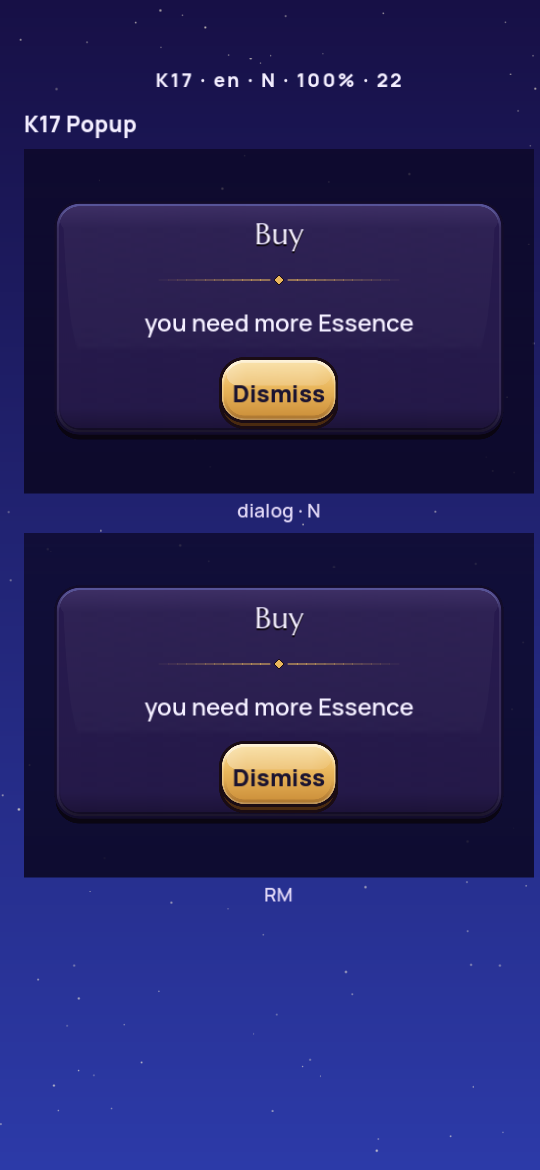 K17 · en · N · 100% · 22
K17 Popup
Buy
you need more Essence
Dismiss
dialog · N
Buy
you need more Essence
Dismiss
RM